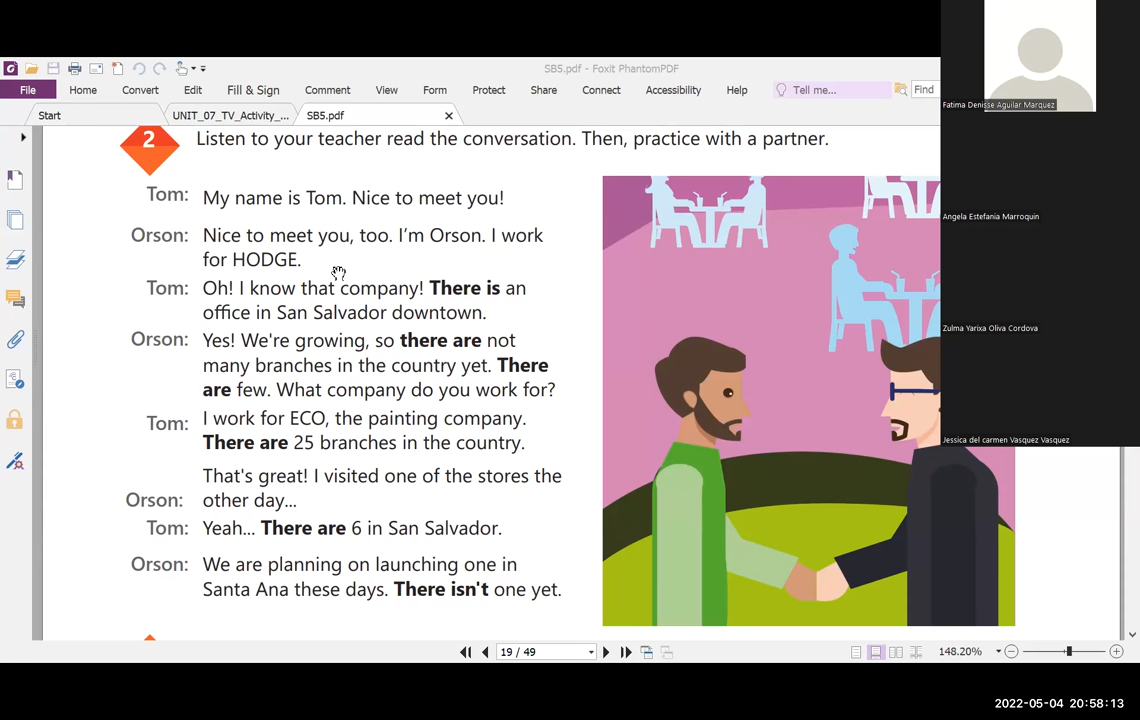 SB5.pdf - Foxit PhantomPDF
File Home Convert Edit Fill & Sign Comment View Form Protect Share Connect Accessibility Help Tell me... Find
Start UNIT_07_TV_Activity_... SB5.pdf
2 Listen to your teacher read the conversation. Then, practice with a partner.
Tom: My name is Tom. Nice to meet you!
Orson: Nice to meet you, too. I'm Orson. I work
for HODGE.
Tom: Oh! I know that company! There is an
office in San Salvador downtown.
Orson: Yes! We're growing, so there are not
many branches in the country yet. There
are few. What company do you work for?
Tom: I work for ECO, the painting company.
There are 25 branches in the country.
That's great! I visited one of the stores the
Orson: other day...
Tom: Yeah... There are 6 in San Salvador.
Orson: We are planning on launching one in
Santa Ana these days. There isn't one yet.
Fatima Denisse Aguilar Marquez
Angela Estefania Marroquin
Zulma Yarixa Oliva Cordova
Jessica del carmen Vasquez Vasquez
19 / 49
148.20%
2022-05-04 20:58:13